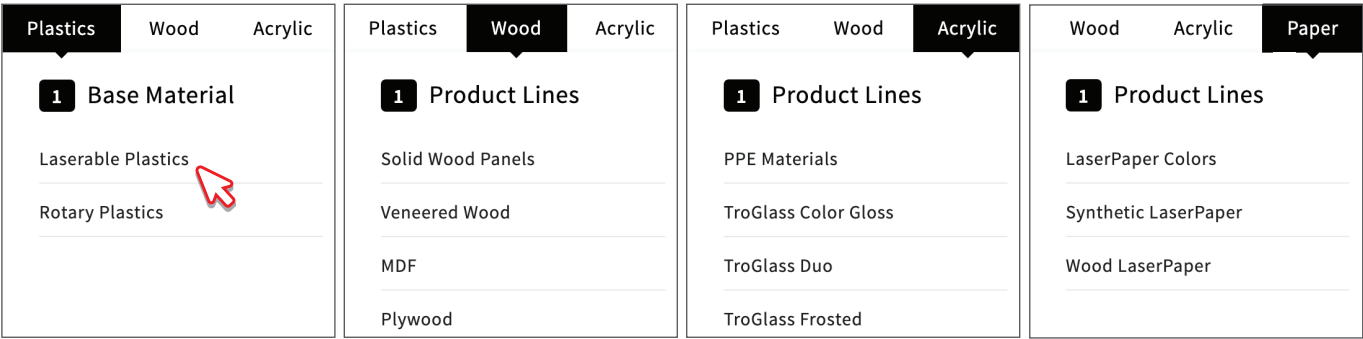 Plastics Wood Acrylic
1 Base Material
Laserable Plastics
Rotary Plastics
Plastics Wood Acrylic
1 Product Lines
Solid Wood Panels
Veneered Wood
MDF
Plywood
Plastics Wood Acrylic
1 Product Lines
PPE Materials
TroGlass Color Gloss
TroGlass Duo
TroGlass Frosted
Wood Acrylic Paper
1 Product Lines
LaserPaper Colors
Synthetic LaserPaper
Wood LaserPaper